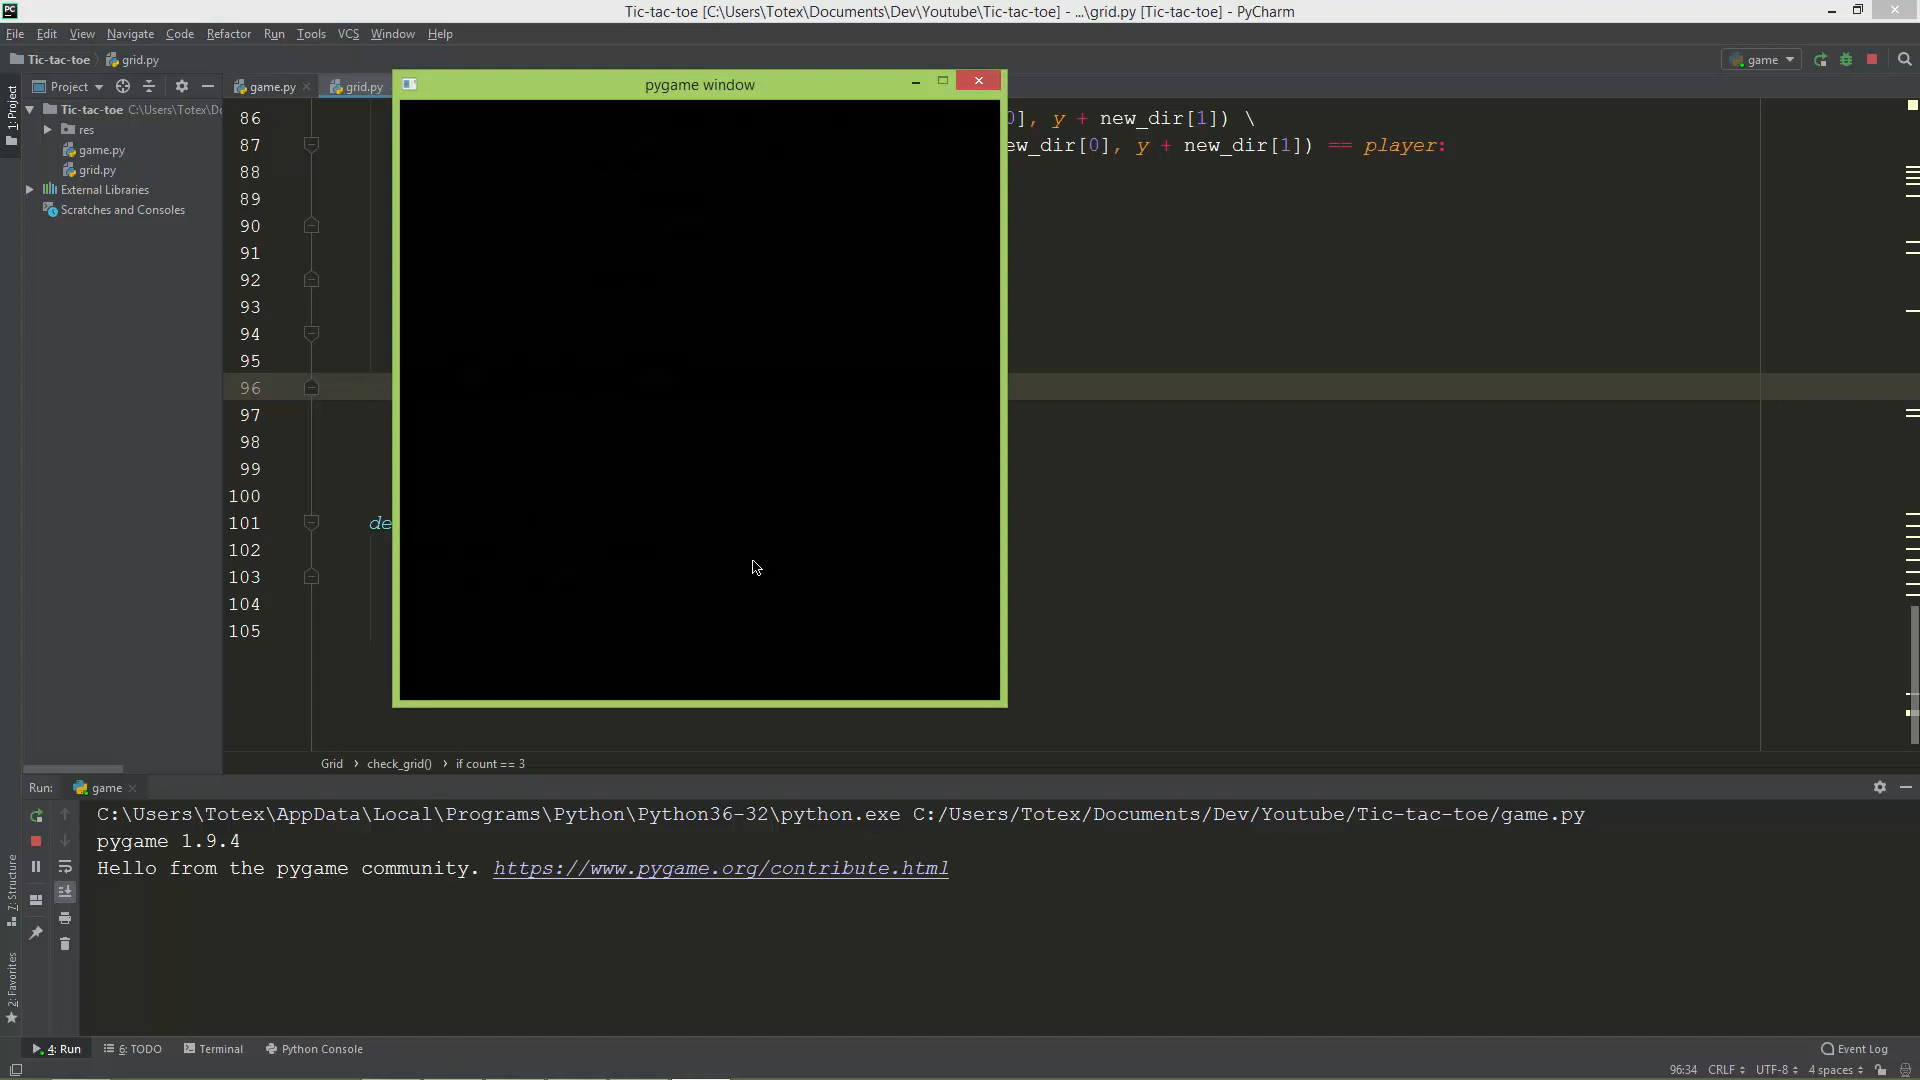 Tic-tac-toe [C:\Users\Totex\Documents\Dev\Youtube\Tic-tac-toe] - ...\grid.py [Tic-tac-toe] - PyCharm
File Edit View Navigate Code Refactor Run Tools VCS Window Help
Tic-tac-toe grid.py
game
1: Project
Project
game.py
grid.py
Tic-tac-toe C:\Users\Totex\Do
res
game.py
grid.py
External Libraries
Scratches and Consoles
pygame window
86 0], y + new_dir[1]) \
87 ew_dir[0], y + new_dir[1]) == player:
88
89
90
91
92
93
94
95
96
97
98
99
100
101 de
102
103
104
105
Grid check_grid() if count == 3
Run: game
C:\Users\Totex\AppData\Local\Programs\Python\Python36-32\python.exe C:/Users/Totex/Documents/Dev/Youtube/Tic-tac-toe/game.py
pygame 1.9.4
Hello from the pygame community. https://www.pygame.org/contribute.html
7: Structure
2: Favorites
4: Run 6: TODO Terminal Python Console Event Log
96:34 CRLF UTF-8 4 spaces